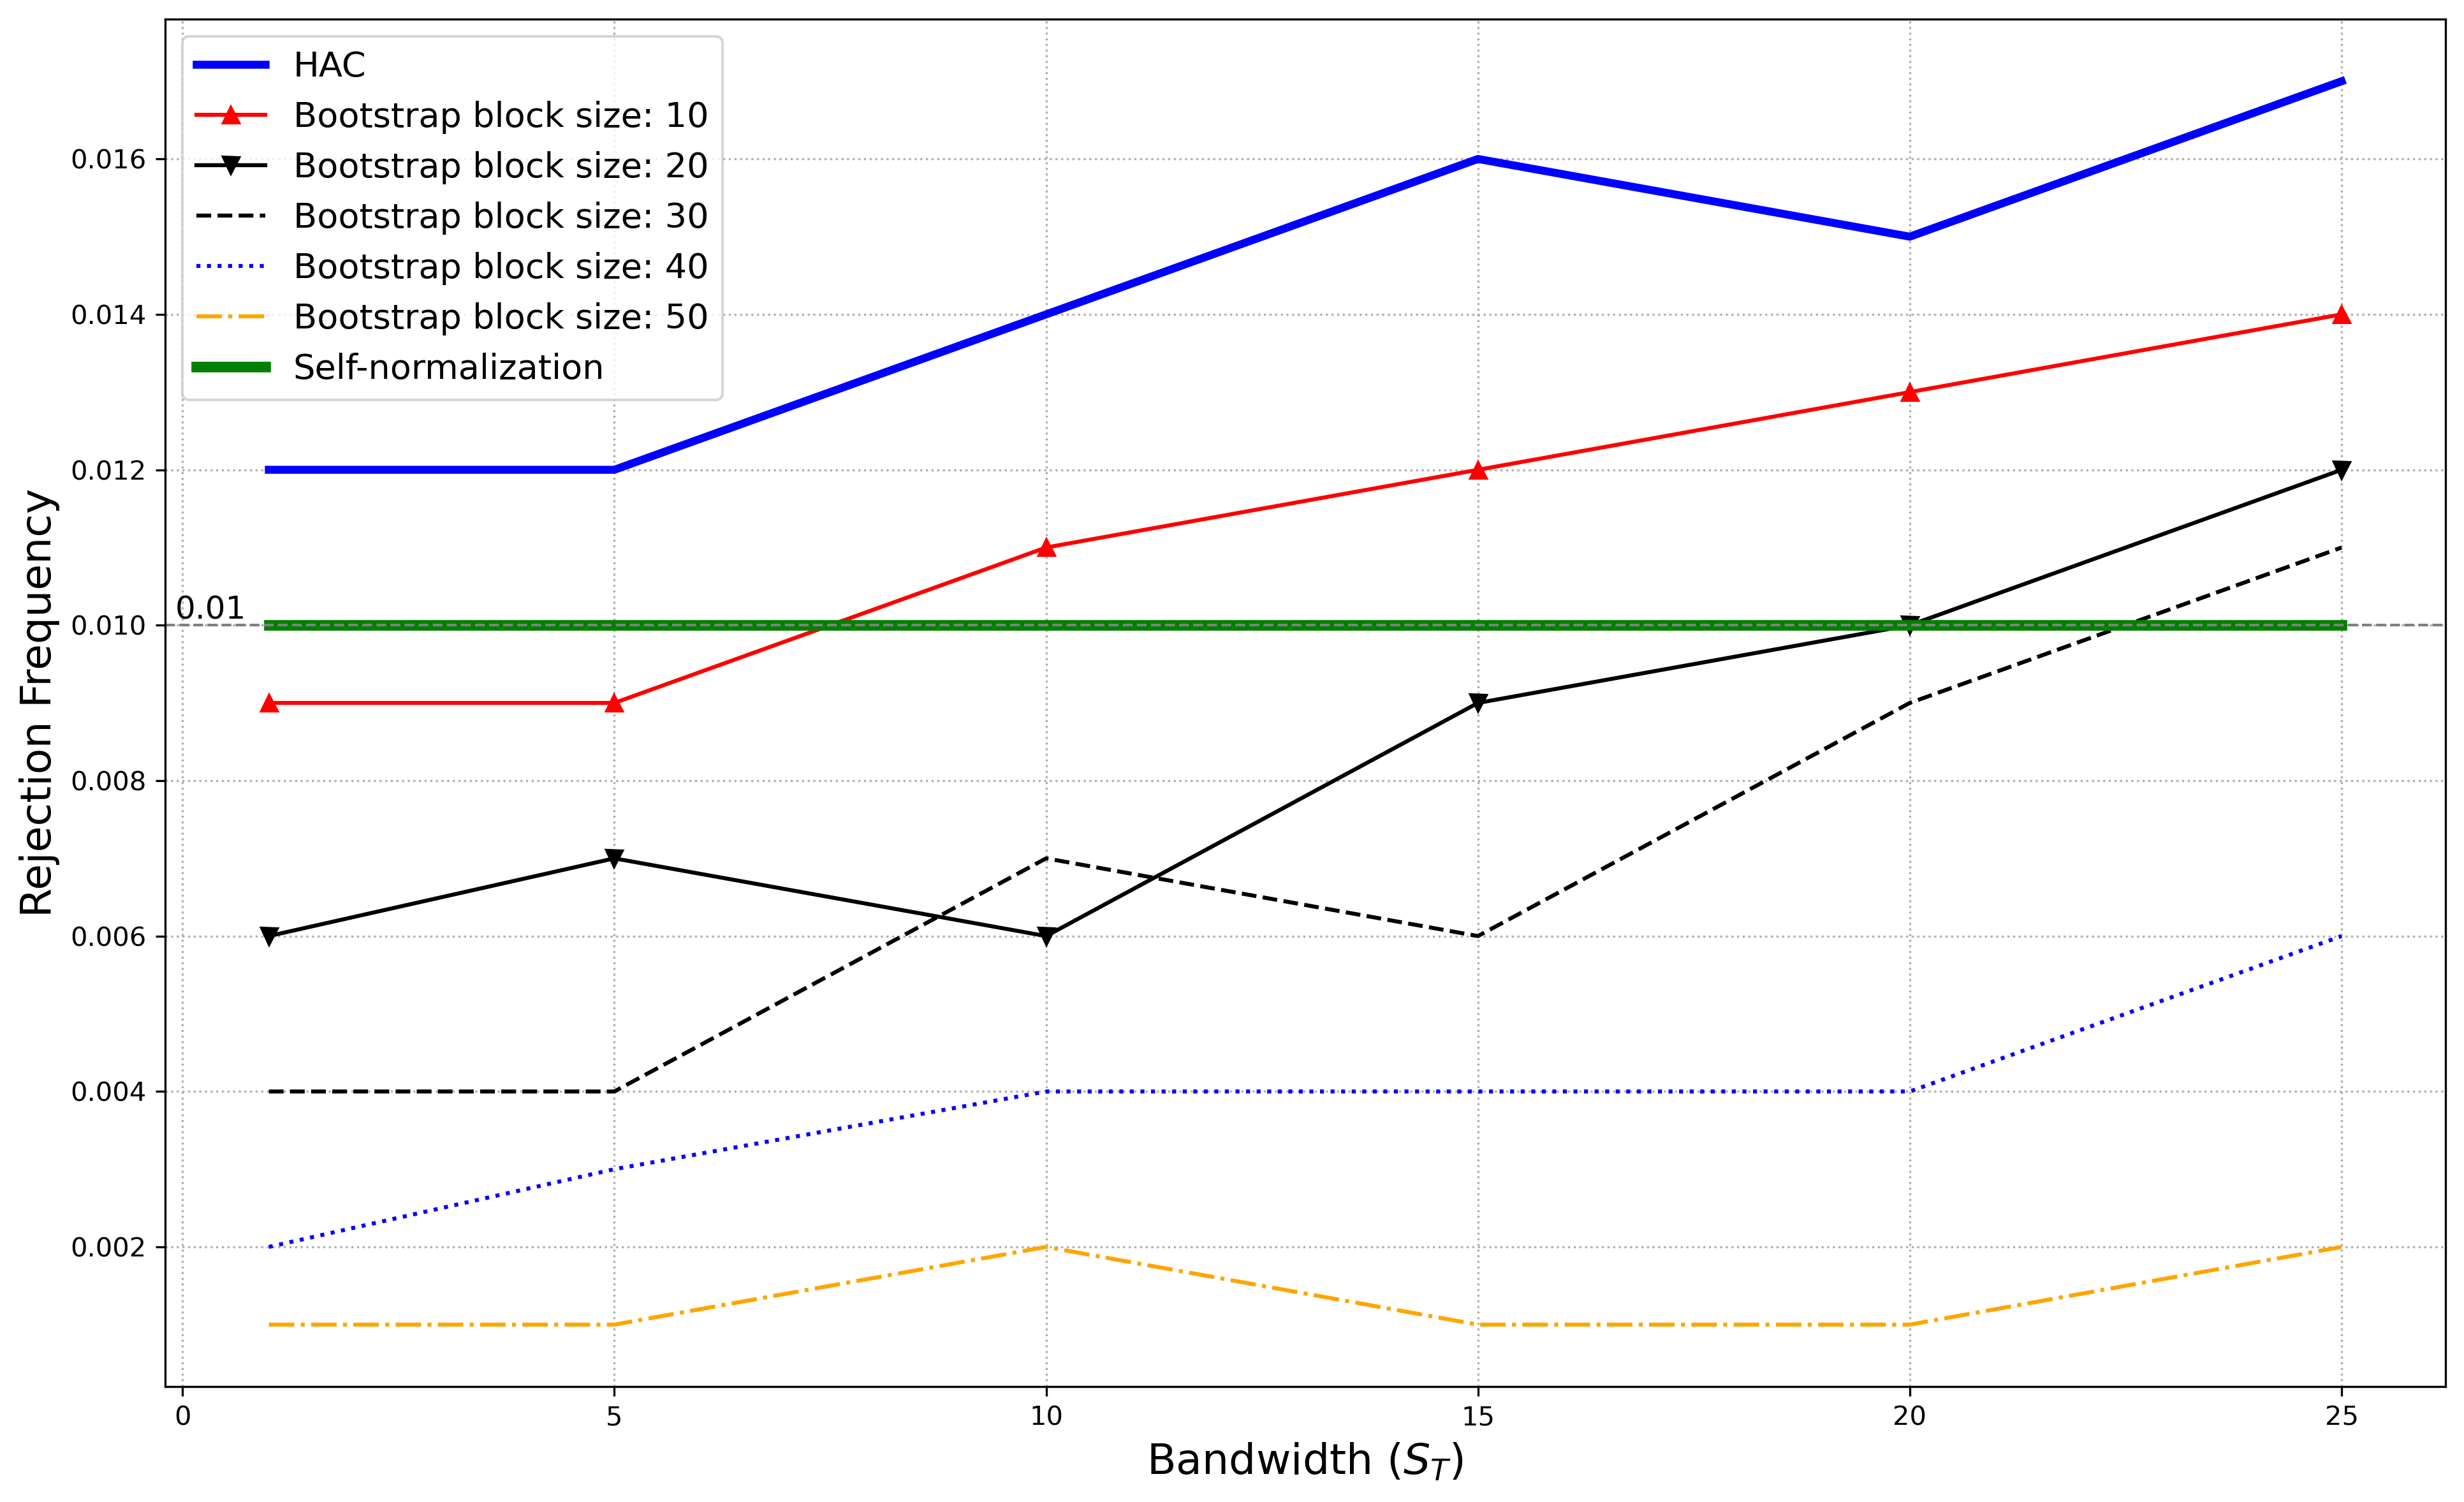 HAC
Bootstrap block size: 10
Bootstrap block size: 20
Bootstrap block size: 30
Bootstrap block size: 40
Bootstrap block size: 50
Self-normalization
0.016
0.014
0.012
0.010
0.008
0.006
0.004
0.002
0.01
Rejection Frequency
0 5 10 15 20 25
Bandwidth (S_T)